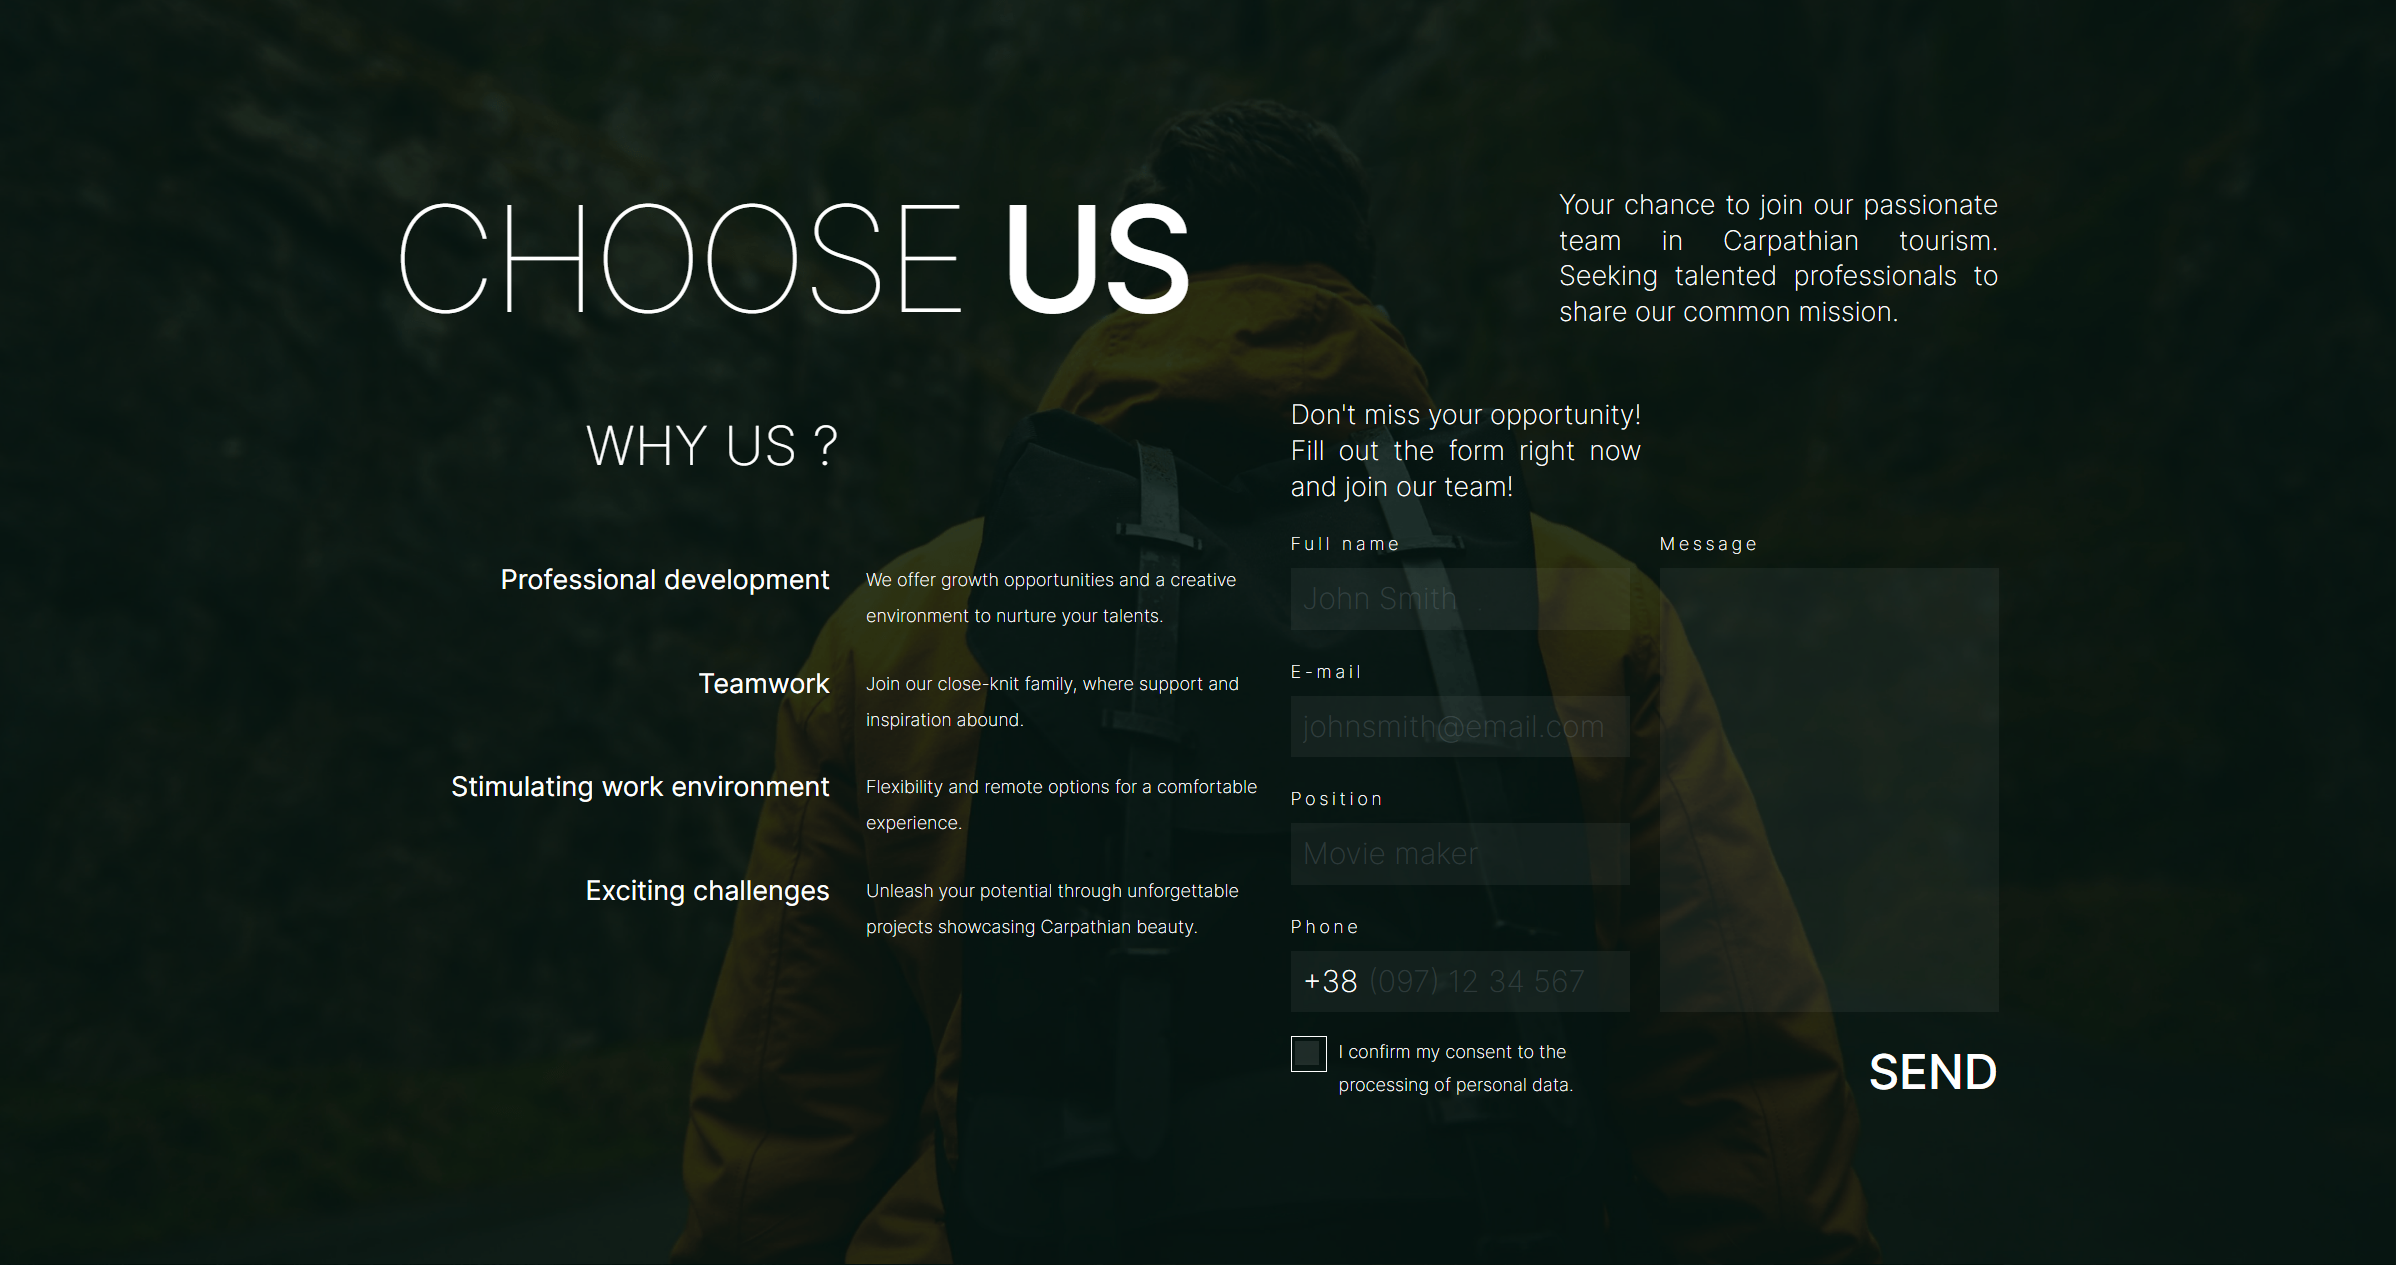 CHOOSE US
Your chance to join our passionate
team in Carpathian tourism.
Seeking talented professionals to
share our common mission.
WHY US ?
Professional development
We offer growth opportunities and a creative
environment to nurture your talents.
Teamwork
Join our close-knit family, where support and
inspiration abound.
Stimulating work environment
Flexibility and remote options for a comfortable
experience.
Exciting challenges
Unleash your potential through unforgettable
projects showcasing Carpathian beauty.
Don't miss your opportunity!
Fill out the form right now
and join our team!
Full name
John Smith
E-mail
johnsmith@email.com
Position
Movie maker
Phone
+38 (097) 12 34 567
Message
I confirm my consent to the
processing of personal data.
SEND